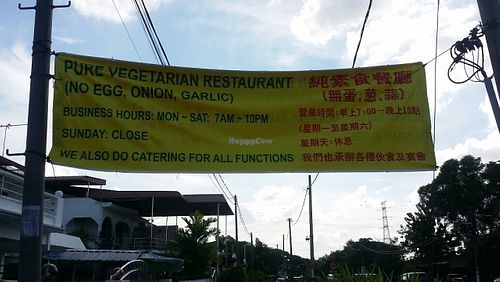 PURE VEGETARIAN RESTAURANT
(NO EGG, ONION, GARLIC)
BUSINESS HOURS: MON ~ SAT: 7AM ~ 10PM
SUNDAY: CLOSE
WE ALSO DO CATERING FOR ALL FUNCTIONS
純素食餐廳
(無蛋,葱,蒜)
營業時間:早上7:00—晚上10點
(星期一至星期六)
星期天,休息
我們也承辦各種伙食及宴會
HappyCow